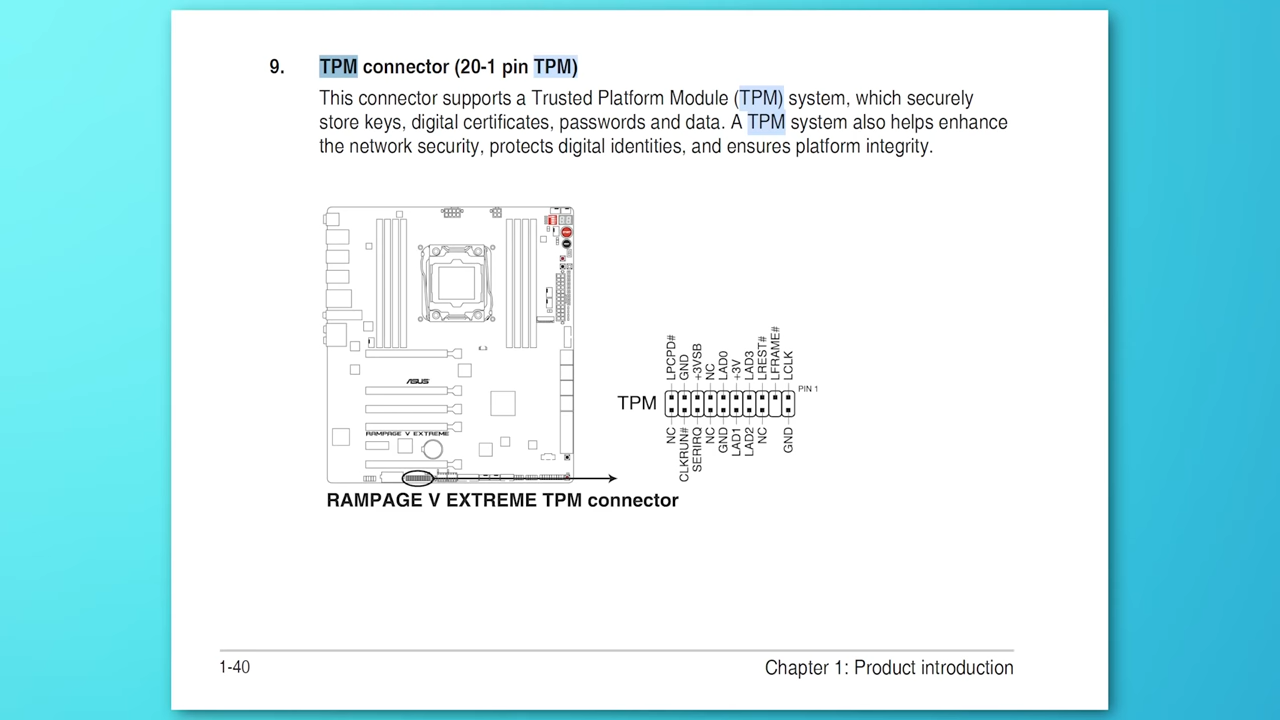 9. TPM connector (20-1 pin TPM)
This connector supports a Trusted Platform Module (TPM) system, which securely
store keys, digital certificates, passwords and data. A TPM system also helps enhance
the network security, protects digital identities, and ensures platform integrity.
ASUS
RAMPAGE V EXTREME
LPCPD#
GND
+3VSB
NC
LAD0
+3V
LAD3
LREST#
LFRAME#
LCLK
PIN 1
TPM
NC
CLKRUN#
SERIRQ
NC
GND
LAD1
LAD2
NC
GND
RAMPAGE V EXTREME TPM connector
1-40
Chapter 1: Product introduction